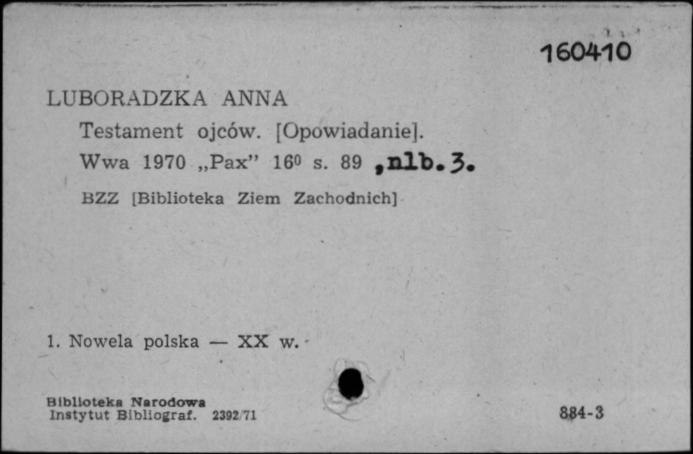 160410
LUBORADZKA ANNA
Testament ojców. [Opowiadanie].
Wwa 1970 „Pax” 16⁰ s. 89 ,nlb.3.
BZZ [Biblioteka Ziem Zachodnich]
1. Nowela polska — XX w.
Biblioteka Narodowa
Instytut Bibliograf. 2392/71
884-3